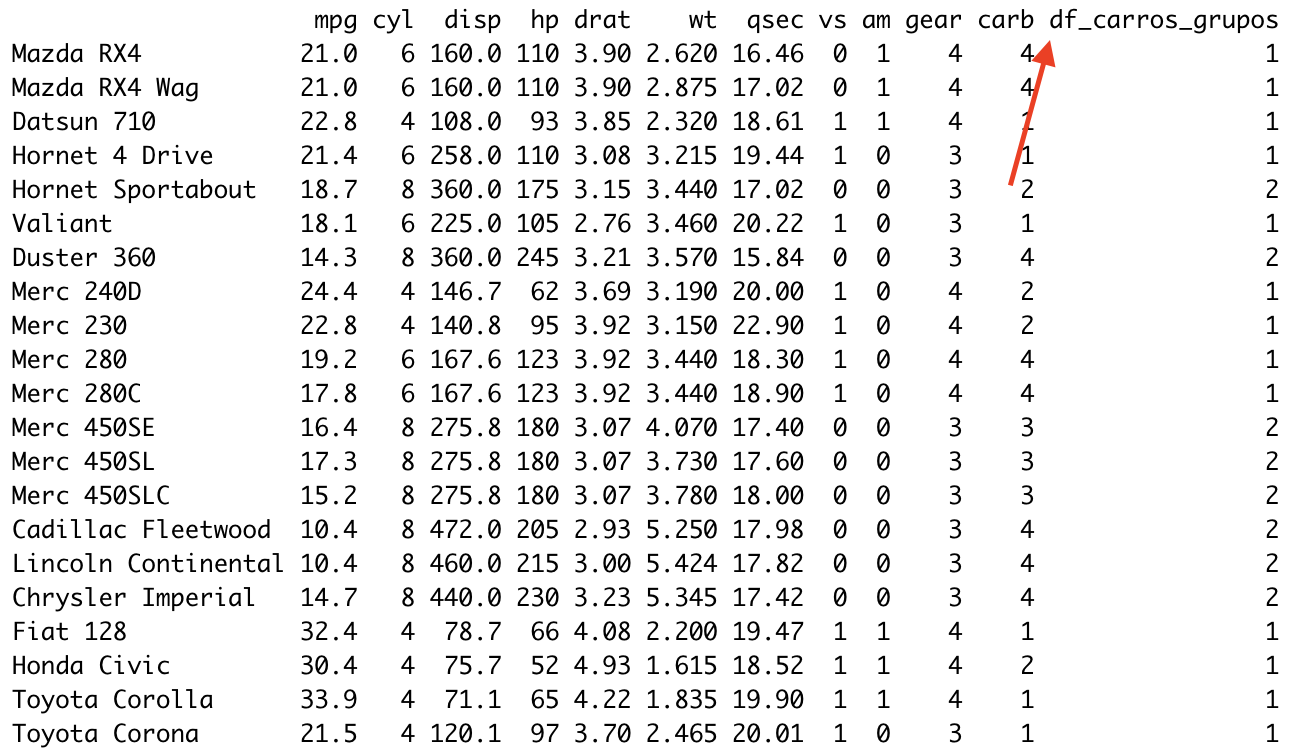 mpg cyl disp hp drat wt qsec vs am gear carb df_carros_grupos
Mazda RX4 21.0 6 160.0 110 3.90 2.620 16.46 0 1 4 4 1
Mazda RX4 Wag 21.0 6 160.0 110 3.90 2.875 17.02 0 1 4 4 1
Datsun 710 22.8 4 108.0 93 3.85 2.320 18.61 1 1 4 1 1
Hornet 4 Drive 21.4 6 258.0 110 3.08 3.215 19.44 1 0 3 1 1
Hornet Sportabout 18.7 8 360.0 175 3.15 3.440 17.02 0 0 3 2 2
Valiant 18.1 6 225.0 105 2.76 3.460 20.22 1 0 3 1 1
Duster 360 14.3 8 360.0 245 3.21 3.570 15.84 0 0 3 4 2
Merc 240D 24.4 4 146.7 62 3.69 3.190 20.00 1 0 4 2 1
Merc 230 22.8 4 140.8 95 3.92 3.150 22.90 1 0 4 2 1
Merc 280 19.2 6 167.6 123 3.92 3.440 18.30 1 0 4 4 1
Merc 280C 17.8 6 167.6 123 3.92 3.440 18.90 1 0 4 4 1
Merc 450SE 16.4 8 275.8 180 3.07 4.070 17.40 0 0 3 3 2
Merc 450SL 17.3 8 275.8 180 3.07 3.730 17.60 0 0 3 3 2
Merc 450SLC 15.2 8 275.8 180 3.07 3.780 18.00 0 0 3 3 2
Cadillac Fleetwood 10.4 8 472.0 205 2.93 5.250 17.98 0 0 3 4 2
Lincoln Continental 10.4 8 460.0 215 3.00 5.424 17.82 0 0 3 4 2
Chrysler Imperial 14.7 8 440.0 230 3.23 5.345 17.42 0 0 3 4 2
Fiat 128 32.4 4 78.7 66 4.08 2.200 19.47 1 1 4 1 1
Honda Civic 30.4 4 75.7 52 4.93 1.615 18.52 1 1 4 2 1
Toyota Corolla 33.9 4 71.1 65 4.22 1.835 19.90 1 1 4 1 1
Toyota Corona 21.5 4 120.1 97 3.70 2.465 20.01 1 0 3 1 1